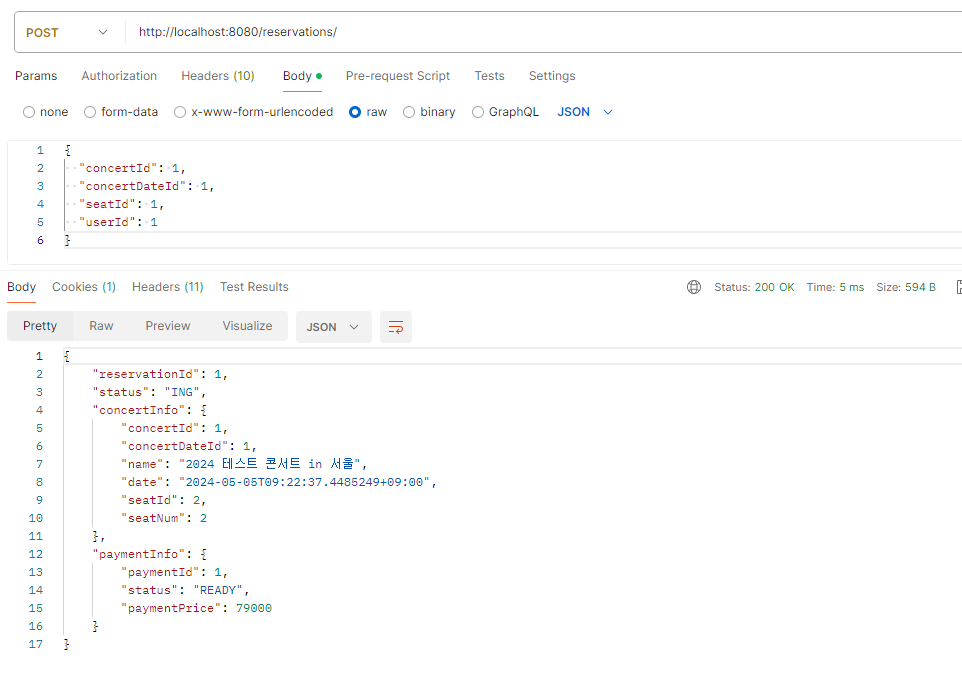 POST http://localhost:8080/reservations/
Params Authorization Headers (10) Body Pre-request Script Tests Settings
none form-data x-www-form-urlencoded raw binary GraphQL JSON
1 {
2 "concertId": 1,
3 "concertDateId": 1,
4 "seatId": 1,
5 "userId": 1
6 }
Body Cookies (1) Headers (11) Test Results Status: 200 OK Time: 5 ms Size: 594 B
Pretty Raw Preview Visualize JSON
1 {
2 "reservationId": 1,
3 "status": "ING",
4 "concertInfo": {
5 "concertId": 1,
6 "concertDateId": 1,
7 "name": "2024 테스트 콘서트 in 서울",
8 "date": "2024-05-05T09:22:37.4485249+09:00",
9 "seatId": 2,
10 "seatNum": 2
11 },
12 "paymentInfo": {
13 "paymentId": 1,
14 "status": "READY",
15 "paymentPrice": 79000
16 }
17 }